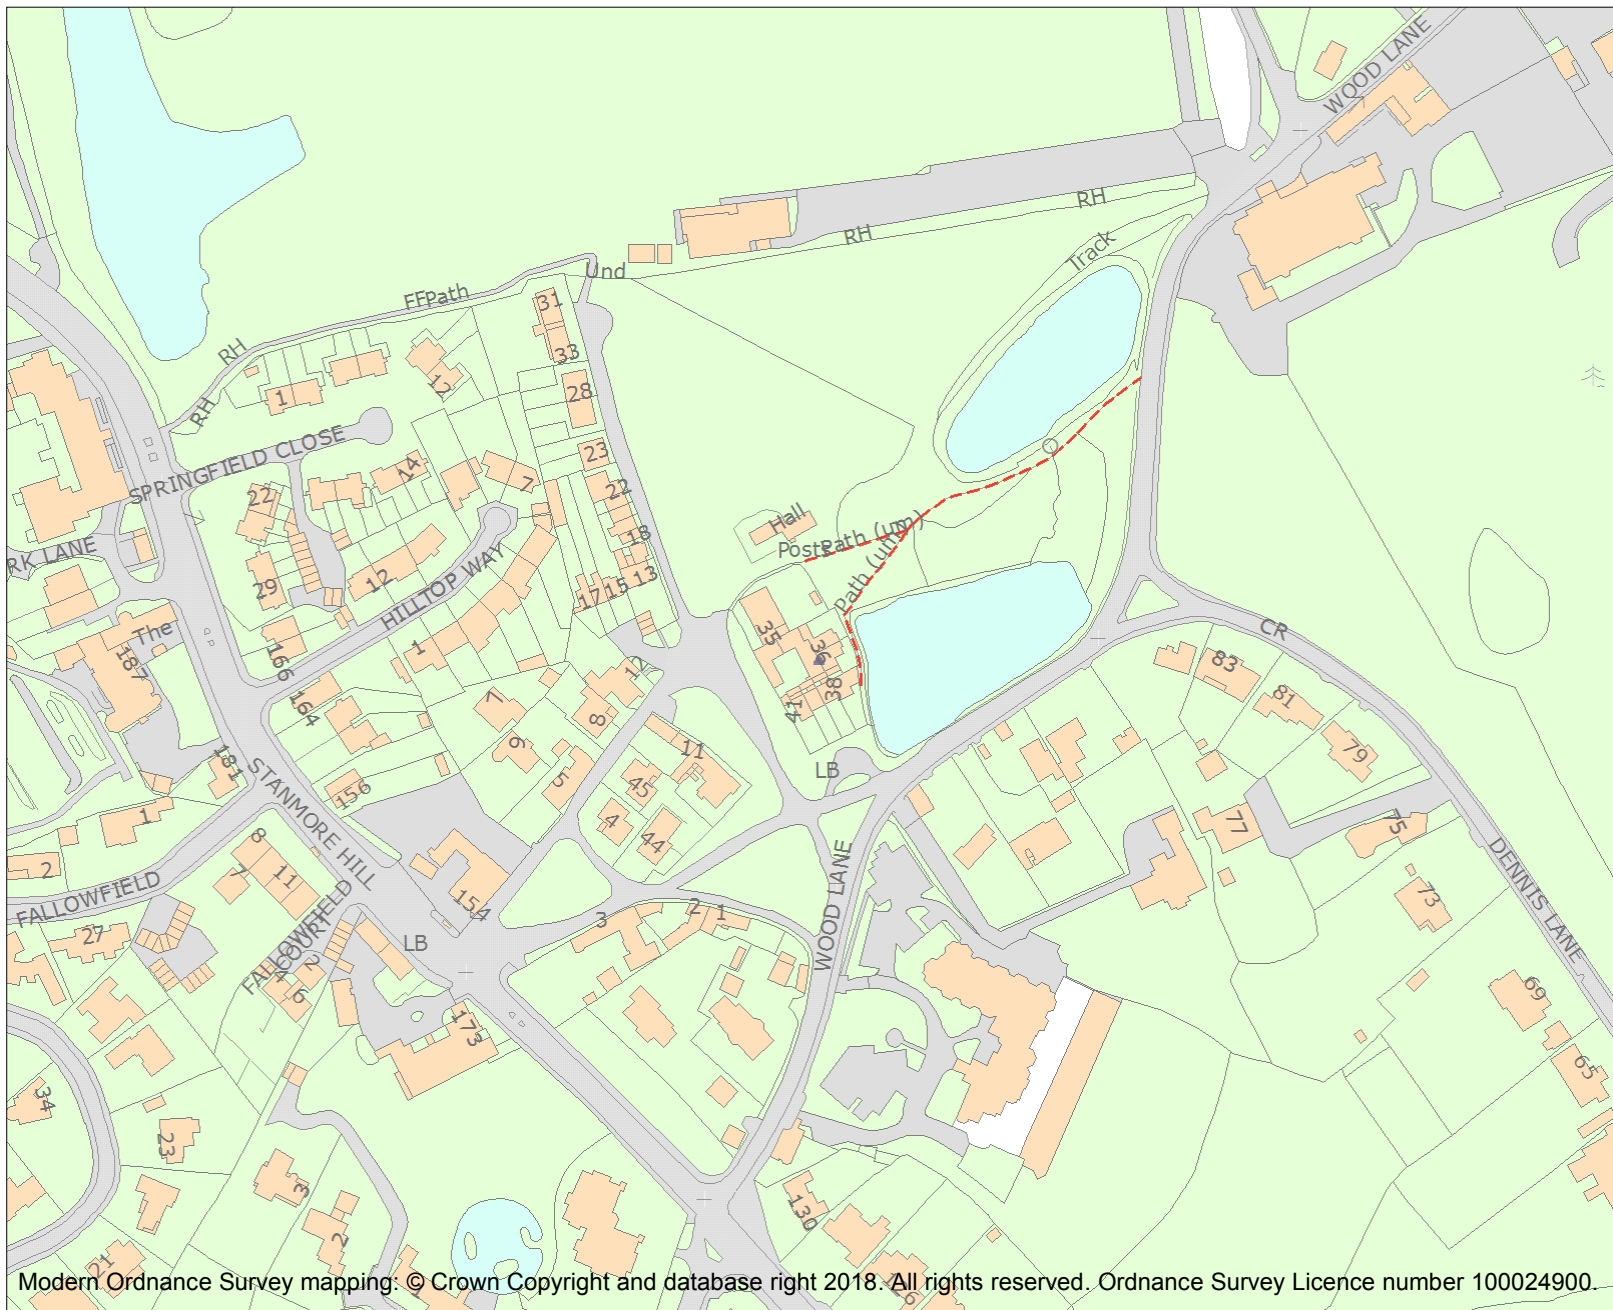 WOOD LANE
RH
RH
Track
Und
FFPath
31
RH
33
12
28
1
RH
SPRINGFIELD CLOSE
23
14
7
22
22
Hall
Path (um)
Posts
Path (um)
18
RK LANE
HILLTOP WAY
12
13
15
17
29
The
187
35
36
CR
1
166
12
83
38
164
7
81
41
8
11
79
9
181
LB
5
45
STANMORE HILL
156
1
4
77
75
8
44
WOOD LANE
2
7
11
DENNIS LANE
FALLOWFIELD
154
73
3
2
1
27
FALLOWFIELD
COURT
LB
4
2
6
69
173
65
34
23
3
130
2
21
126
Modern Ordnance Survey mapping: © Crown Copyright and database right 2018. All rights reserved. Ordnance Survey Licence number 100024900.